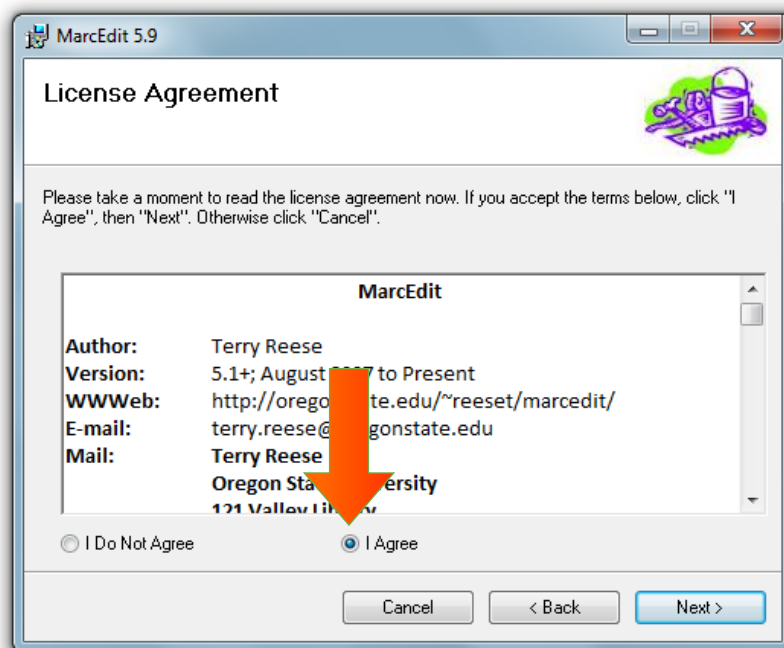 MarcEdit 5.9
License Agreement
Please take a moment to read the license agreement now. If you accept the terms below, click "I
Agree", then "Next". Otherwise click "Cancel".
MarcEdit
Author: Terry Reese
Version: 5.1+; August to Present
WWWeb: http://orego te.edu/~reeset/marcedit/
E-mail: terry.reese@ gonstate.edu
Mail: Terry Reese
Oregon Sta ersity
121 Valley
I Do Not Agree I Agree
Cancel < Back Next >